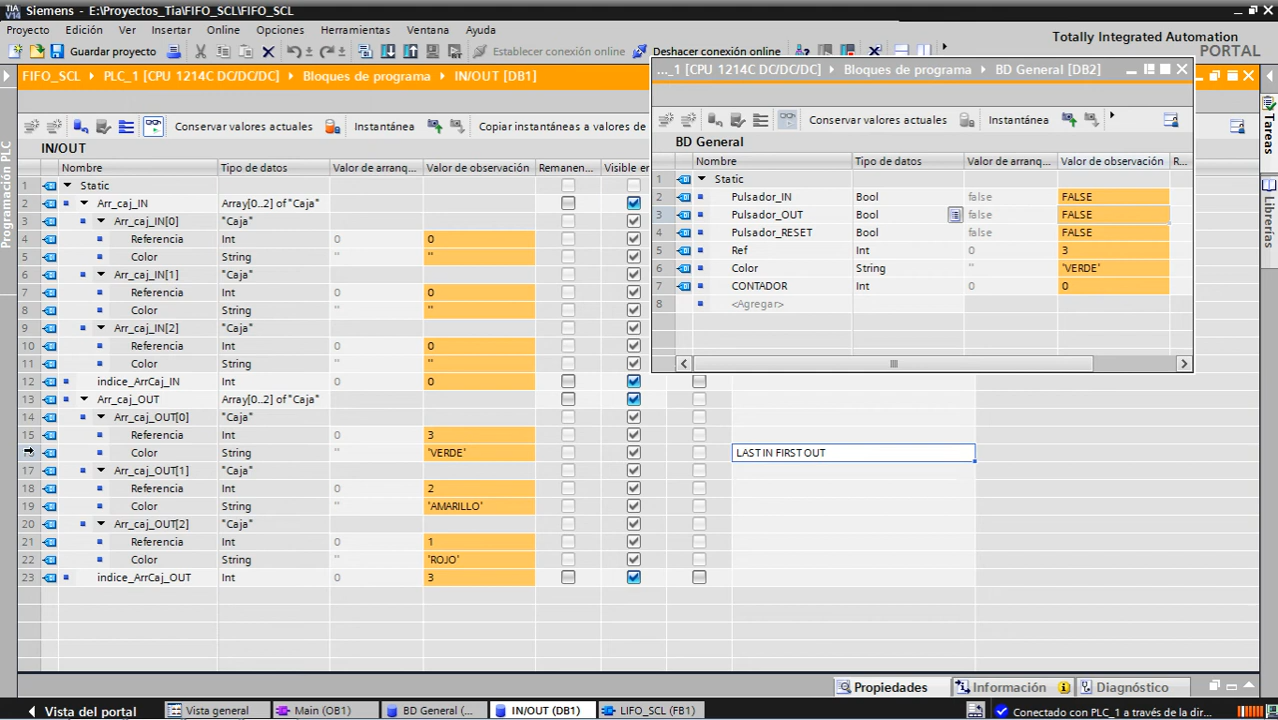 TIA
V14
Siemens - E:\Proyectos_Tia\FIFO_SCL\FIFO_SCL
Proyecto Edición Ver Insertar Online Opciones Herramientas Ventana Ayuda
Totally Integrated Automation
PORTAL
Guardar proyecto Establecer conexión online Deshacer conexión online
FIFO_SCL PLC_1 [CPU 1214C DC/DC/DC] Bloques de programa IN/OUT [DB1]
Conservar valores actuales Instantánea Copiar instantáneas a valores de
IN/OUT
Nombre Tipo de datos Valor de arranq... Valor de observación Remanen... Visible en
1 Static
2 Arr_caj_IN Array[0..2] of "Caja"
3 Arr_caj_IN[0] "Caja"
4 Referencia Int 0 0
5 Color String '' ''
6 Arr_caj_IN[1] "Caja"
7 Referencia Int 0 0
8 Color String '' ''
9 Arr_caj_IN[2] "Caja"
10 Referencia Int 0 0
11 Color String '' ''
12 indice_ArrCaj_IN Int 0 0
13 Arr_caj_OUT Array[0..2] of "Caja"
14 Arr_caj_OUT[0] "Caja"
15 Referencia Int 0 3
Color String '' 'VERDE' LAST IN FIRST OUT
17 Arr_caj_OUT[1] "Caja"
18 Referencia Int 0 2
19 Color String '' 'AMARILLO'
20 Arr_caj_OUT[2] "Caja"
21 Referencia Int 0 1
22 Color String '' 'ROJO'
23 indice_ArrCaj_OUT Int 0 3
..._1 [CPU 1214C DC/DC/DC] Bloques de programa BD General [DB2]
Conservar valores actuales Instantánea
BD General
Nombre Tipo de datos Valor de arranq... Valor de observación R...
1 Static
2 Pulsador_IN Bool false FALSE
3 Pulsador_OUT Bool false FALSE
4 Pulsador_RESET Bool false FALSE
5 Ref Int 0 3
6 Color String '' 'VERDE'
7 CONTADOR Int 0 0
8 <Agregar>
Programación PLC
Tareas
Librerías
Propiedades Información Diagnóstico
Vista del portal Vista general Main (OB1) BD General (... IN/OUT (DB1) LIFO_SCL (FB1) Conectado con PLC_1 a través de la dir...